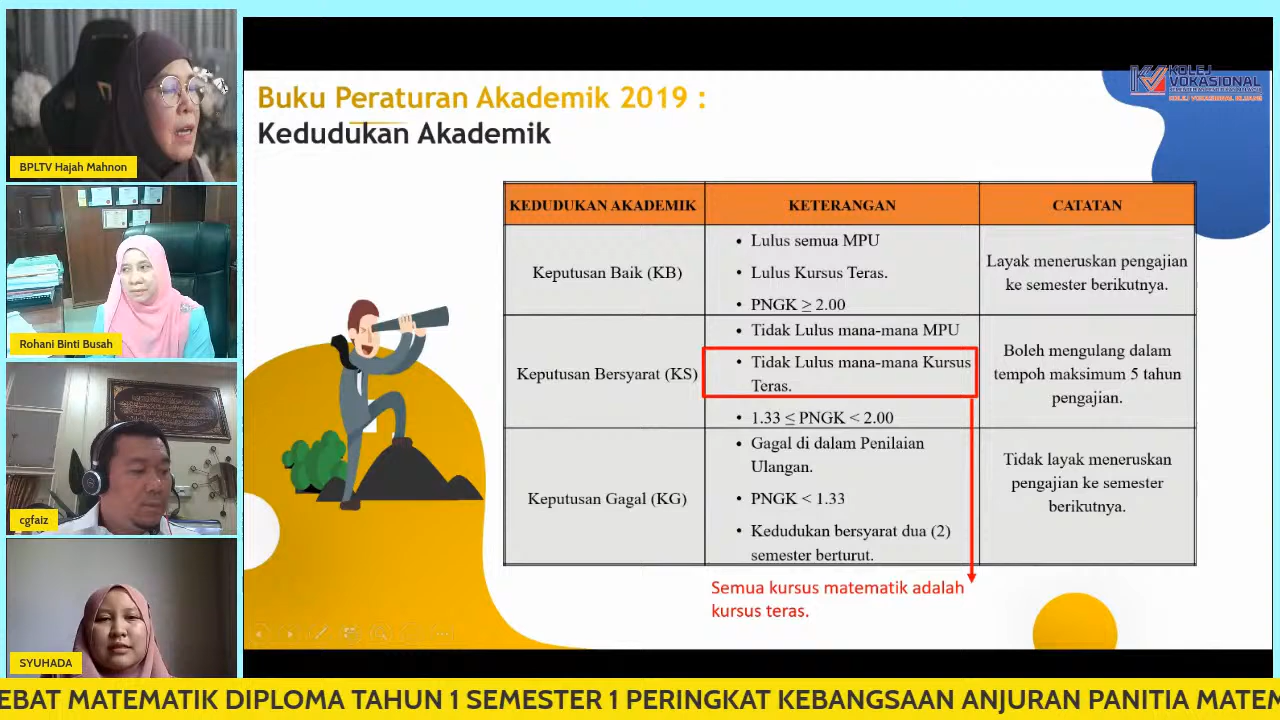 BPLTV Hajah Mahnon
Rohani Binti Busah
cgfaiz
SYUHADA
Buku Peraturan Akademik 2019 :
Kedudukan Akademik
KOLEJ
VOKASIONAL
KEDUDUKAN AKADEMIK
KETERANGAN
CATATAN
Keputusan Baik (KB)
• Lulus semua MPU
• Lulus Kursus Teras.
• PNGK ≥ 2.00
Layak meneruskan pengajian
ke semester berikutnya.
Keputusan Bersyarat (KS)
• Tidak Lulus mana-mana MPU
• Tidak Lulus mana-mana Kursus
Teras.
• 1.33 ≤ PNGK < 2.00
Boleh mengulang dalam
tempoh maksimum 5 tahun
pengajian.
Keputusan Gagal (KG)
• Gagal di dalam Penilaian
Ulangan.
• PNGK < 1.33
• Kedudukan bersyarat dua (2)
semester berturut.
Tidak layak meneruskan
pengajian ke semester
berikutnya.
Semua kursus matematik adalah
kursus teras.
EBAT MATEMATIK DIPLOMA TAHUN 1 SEMESTER 1 PERINGKAT KEBANGSAAN ANJURAN PANITIA MATEM